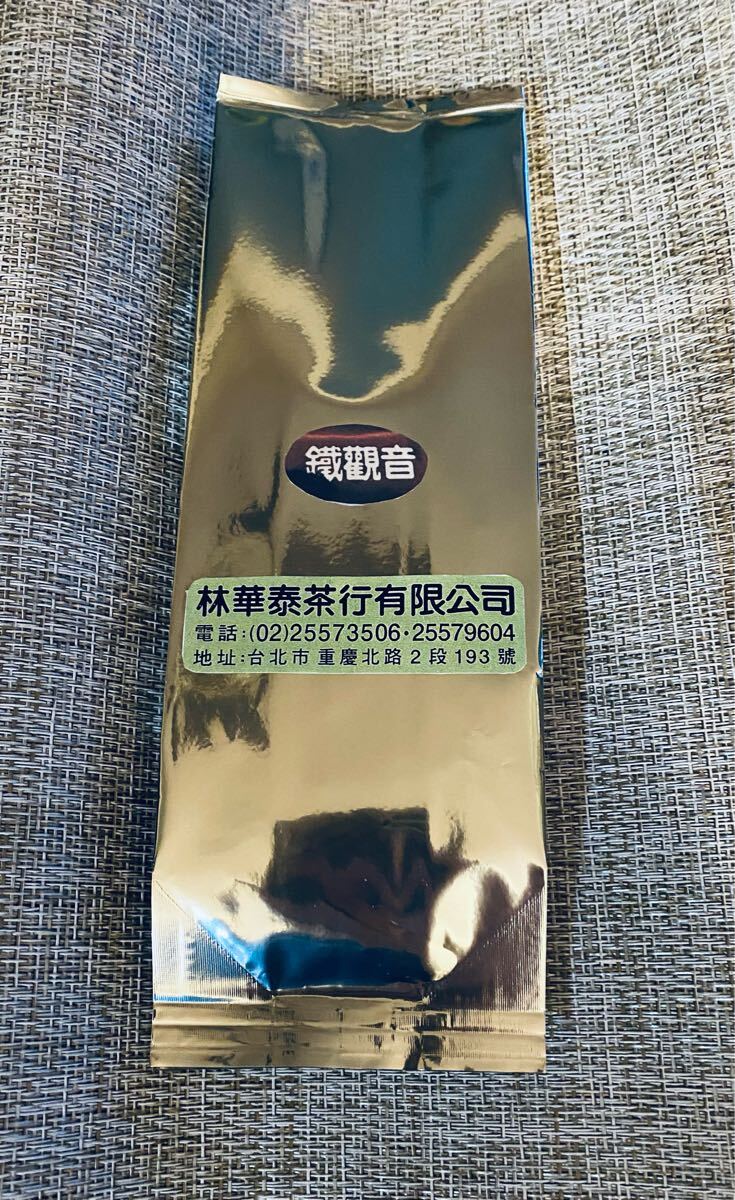 鐵觀音
林華泰茶行有限公司
電話:(02)25573506·25579604
地址:台北市重慶北路2段193號